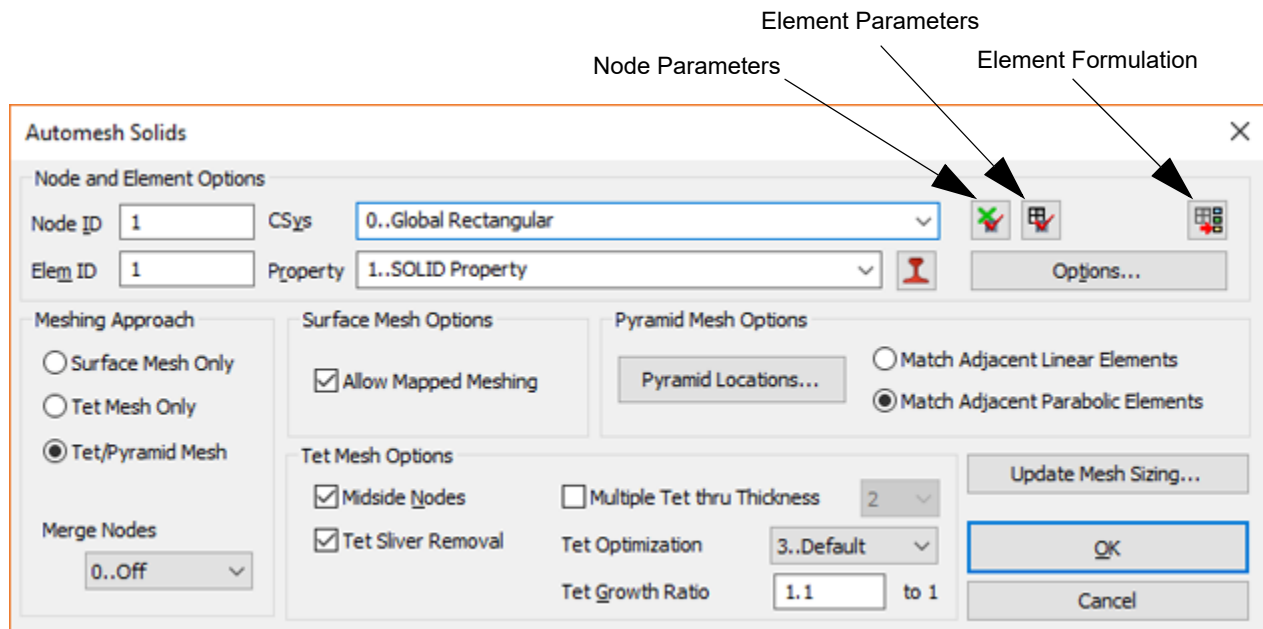 Element Parameters
Node Parameters
Element Formulation
Automesh Solids
Node and Element Options
Node ID 1 CSys 0..Global Rectangular
Elem ID 1 Property 1..SOLID Property Options...
Meshing Approach
Surface Mesh Only
Tet Mesh Only
Tet/Pyramid Mesh
Merge Nodes
0..Off
Surface Mesh Options
Allow Mapped Meshing
Pyramid Mesh Options
Pyramid Locations...
Match Adjacent Linear Elements
Match Adjacent Parabolic Elements
Tet Mesh Options
Midside Nodes Multiple Tet thru Thickness 2
Tet Sliver Removal Tet Optimization 3..Default
Tet Growth Ratio 1.1 to 1
Update Mesh Sizing...
OK
Cancel